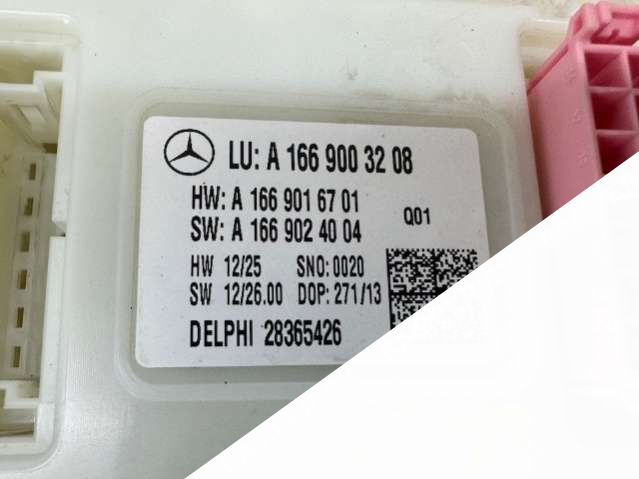 LU: A 166 900 32 08
HW: A 166 901 67 01
SW: A 166 902 40 04
Q01
HW 12/25 SNO: 0020
SW 12/26.00 DOP: 271/13
DELPHI 28365426